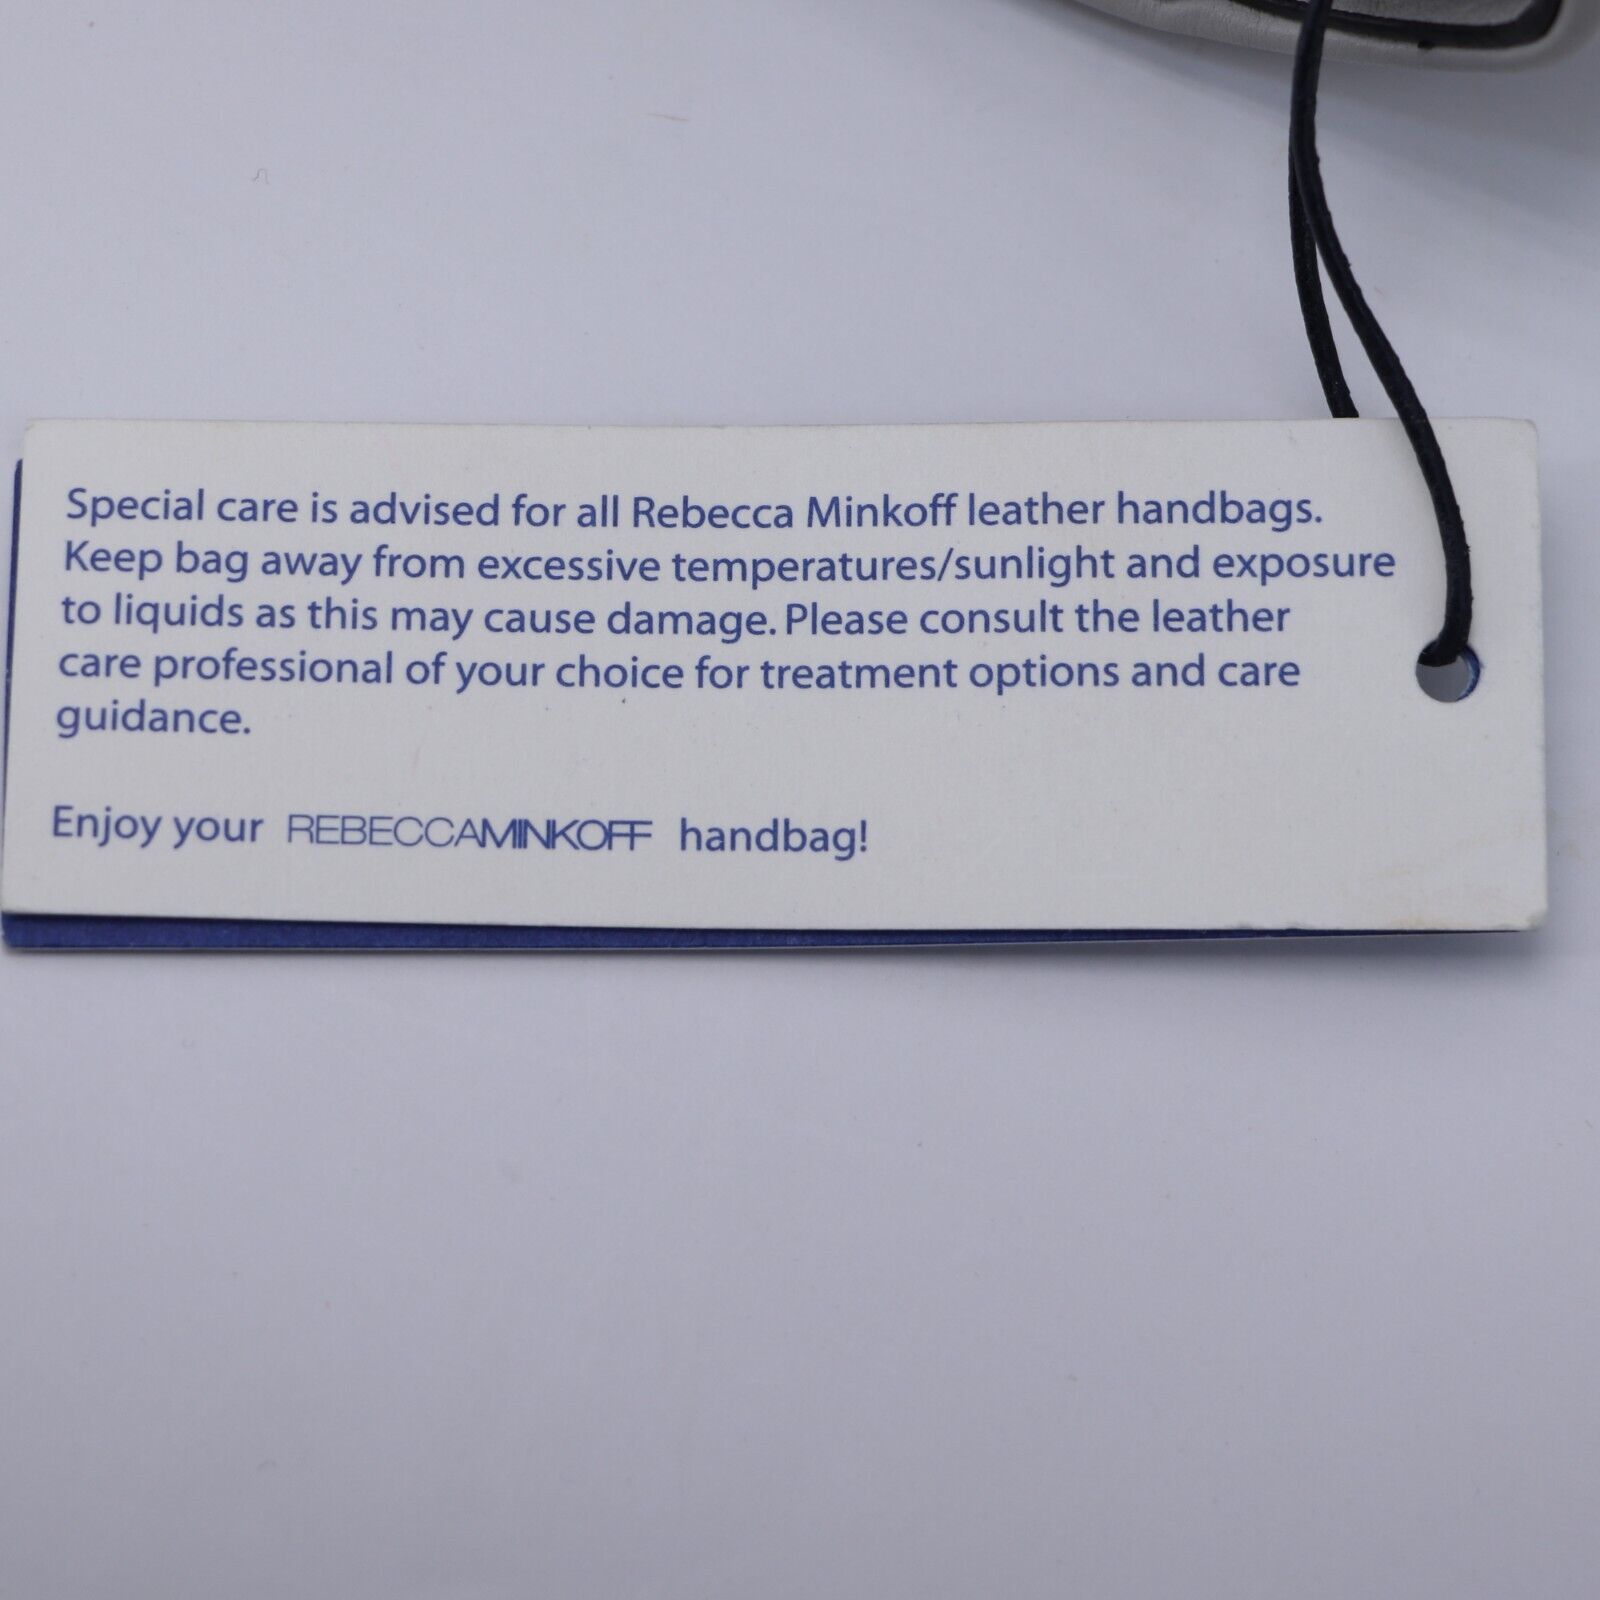 Special care is advised for all Rebecca Minkoff leather handbags.
Keep bag away from excessive temperatures/sunlight and exposure
to liquids as this may cause damage. Please consult the leather
care professional of your choice for treatment options and care
guidance.
Enjoy your REBECCAMINKOFF handbag!